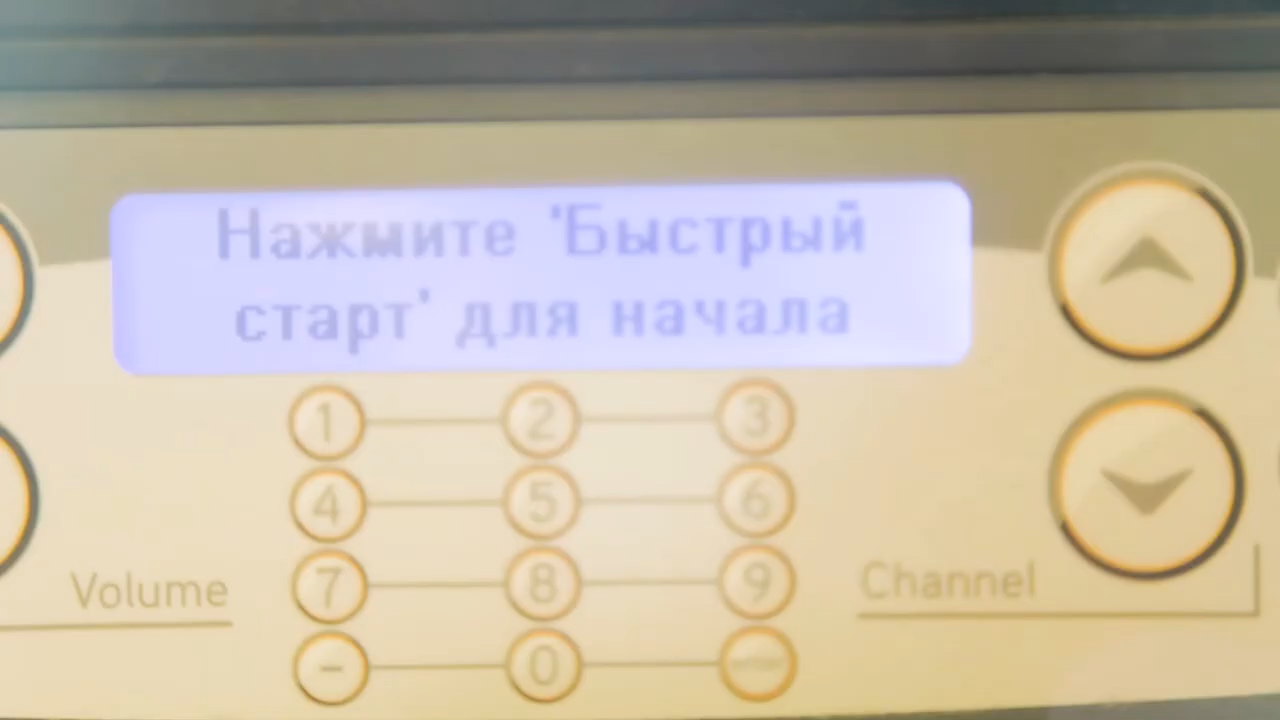 Нажмите 'Быстрый
старт' для начала
1 2 3
4 5 6
7 8 9
- 0
Volume
Channel